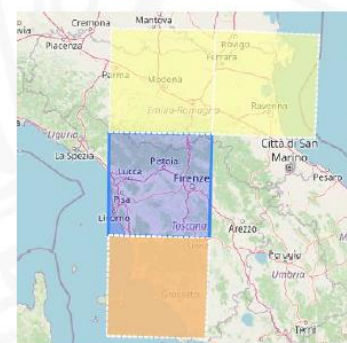 Cremona
Mantova
Piacenza
Rovigo
Ferrara
Parma
Modena
Emilia-Romagna
Ravenna
Liguria
La Spezia
Città di San
Marino
Pistoia
Lucca
Firenze
Pesaro
Pisa
Livorno
Toscana
Arezzo
Siena
Perugia
Umbria
Grosseto
Terni